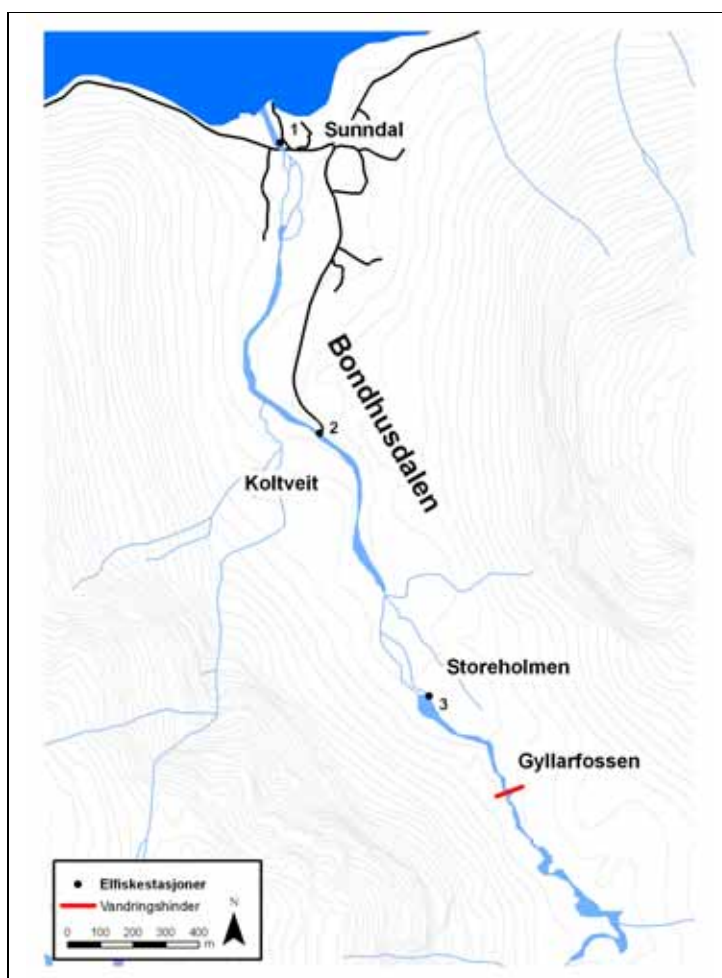 1
Sunndal
Bondhusdalen
2
Koltveit
Storeholmen
3
Gyllarfossen
Elfiskestasjoner
Vandringshinder
N
0 100 200 300 400
m